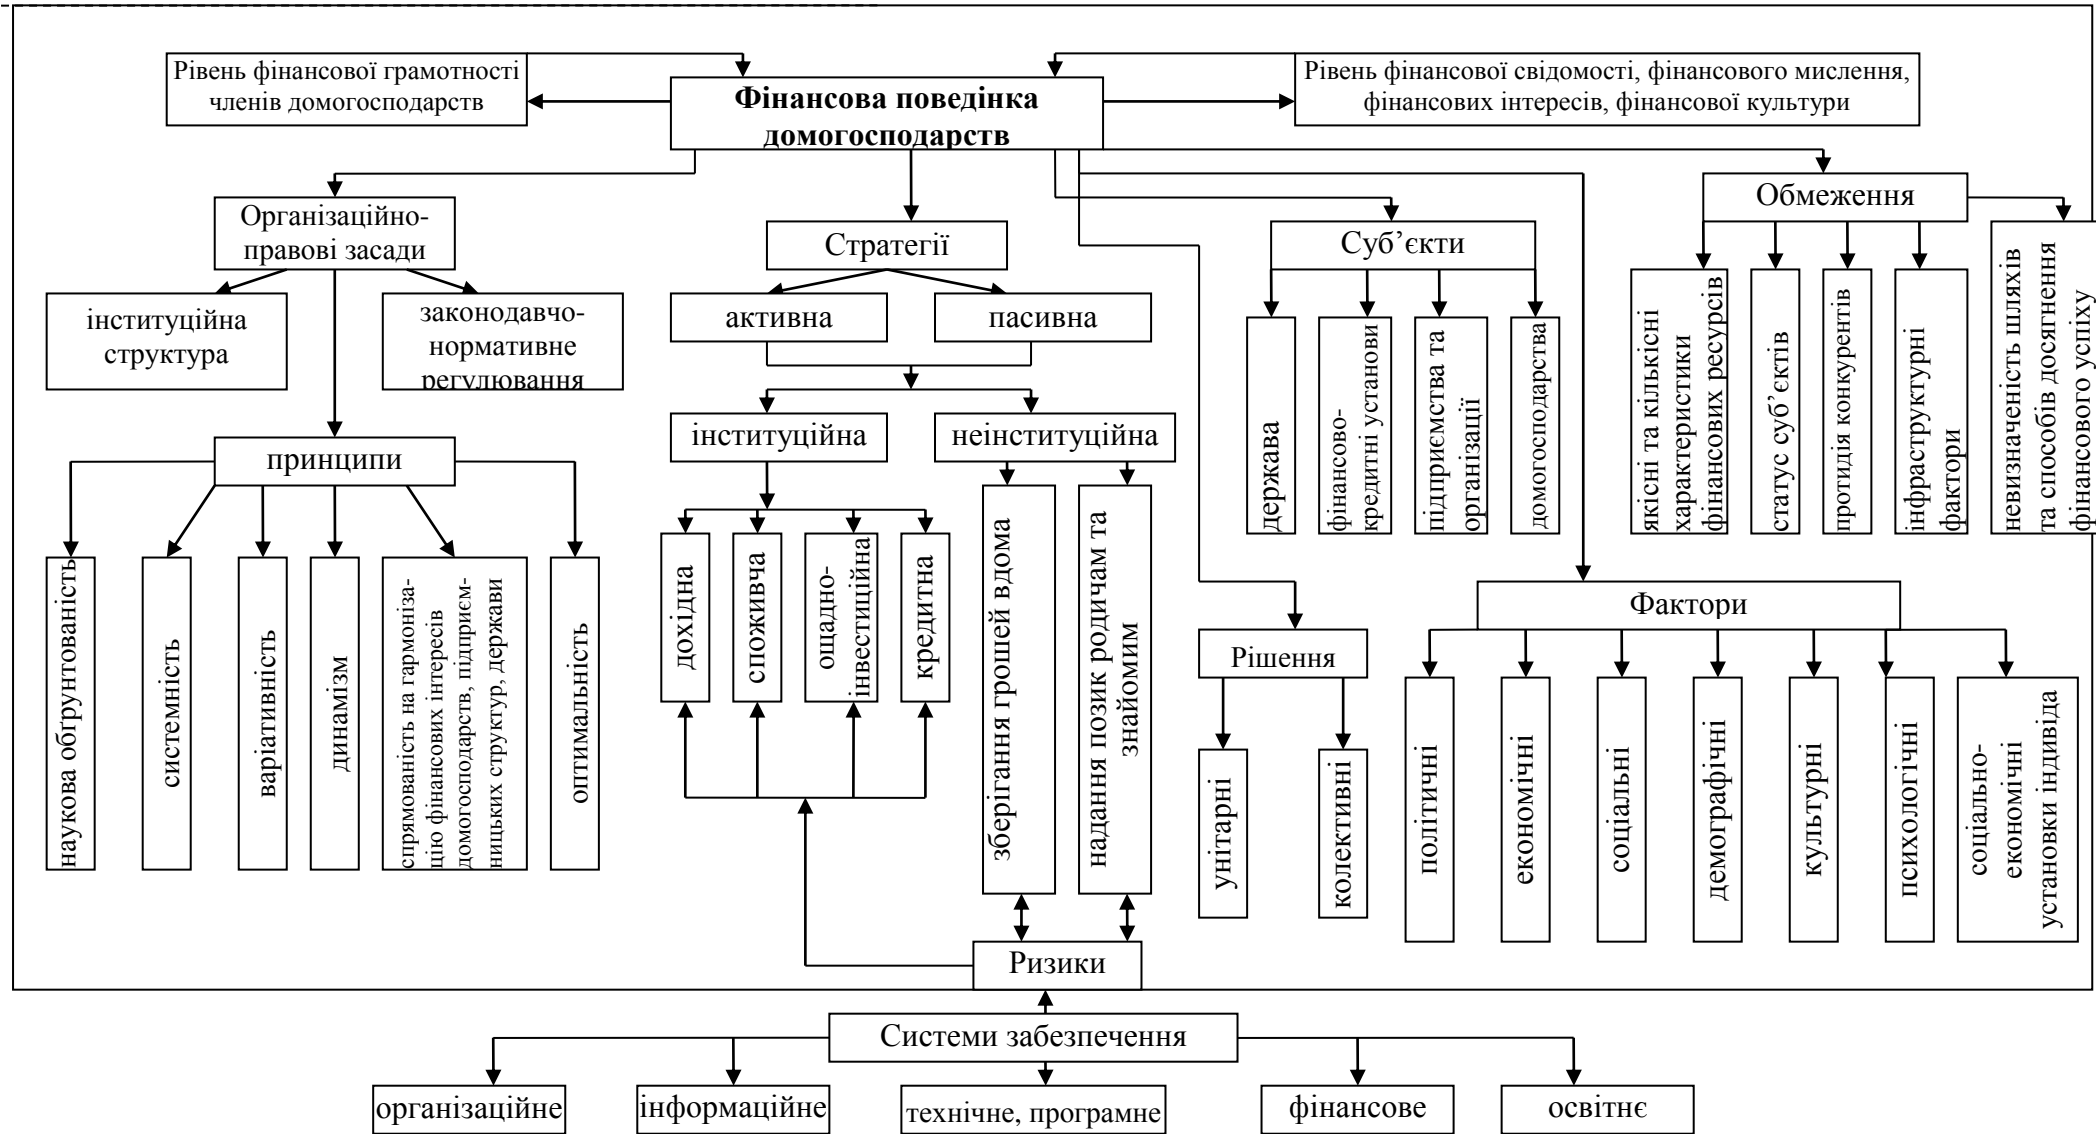 Рівень фінансової грамотності
членів домогосподарств
Фінансова поведінка
домогосподарств
Рівень фінансової свідомості, фінансового мислення,
фінансових інтересів, фінансової культури
Організаційно-
правові засади
Стратегії
Суб’єкти
Обмеження
інституційна
структура
законодавчо-
нормативне
регулювання
активна
пасивна
держава
фінансово-
кредитні установи
підприємства та
організації
домогосподарства
якісні та кількісні
характеристики
фінансових ресурсів
статус суб’єктів
протидія конкурентів
інфраструктурні
фактори
невизначеність шляхів
та способів досягнення
фінансового успіху
інституційна
неінституційна
принципи
наукова обґрунтованість
системність
варіативність
динамізм
спрямованість на гармоніза-
цію фінансових інтересів
домогосподарств, підприєм-
ницьких структур, держави
оптимальність
дохідна
споживча
ощадно-
інвестиційна
кредитна
зберігання грошей вдома
надання позик родичам та
знайомим
Рішення
унітарні
колективні
Фактори
політичні
економічні
соціальні
демографічні
культурні
психологічні
соціально-
економічні
установки індивіда
Ризики
Системи забезпечення
організаційне
інформаційне
технічне, програмне
фінансове
освітнє